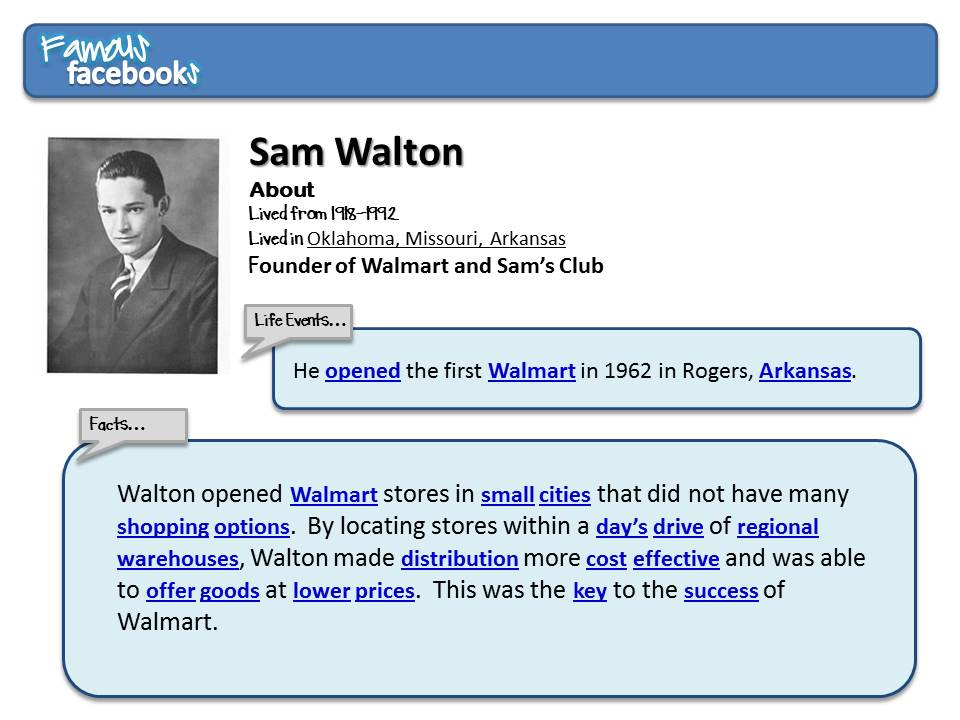 Famous
facebooks
Sam Walton
About
Lived from 1918-1992
Lived in Oklahoma, Missouri, Arkansas
Founder of Walmart and Sam’s Club
Life Events…
He opened the first Walmart in 1962 in Rogers, Arkansas.
Facts…
Walton opened Walmart stores in small cities that did not have many
shopping options.  By locating stores within a day’s drive of regional
warehouses, Walton made distribution more cost effective and was able
to offer goods at lower prices.  This was the key to the success of
Walmart.